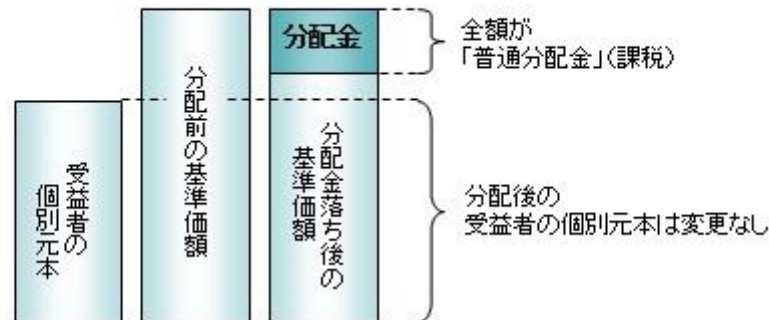 受益者の
個別元本
分配前の基準価額
分配金
分配金落ち後の
基準価額
全額が
「普通分配金」(課税)
分配後の
受益者の個別元本は変更なし